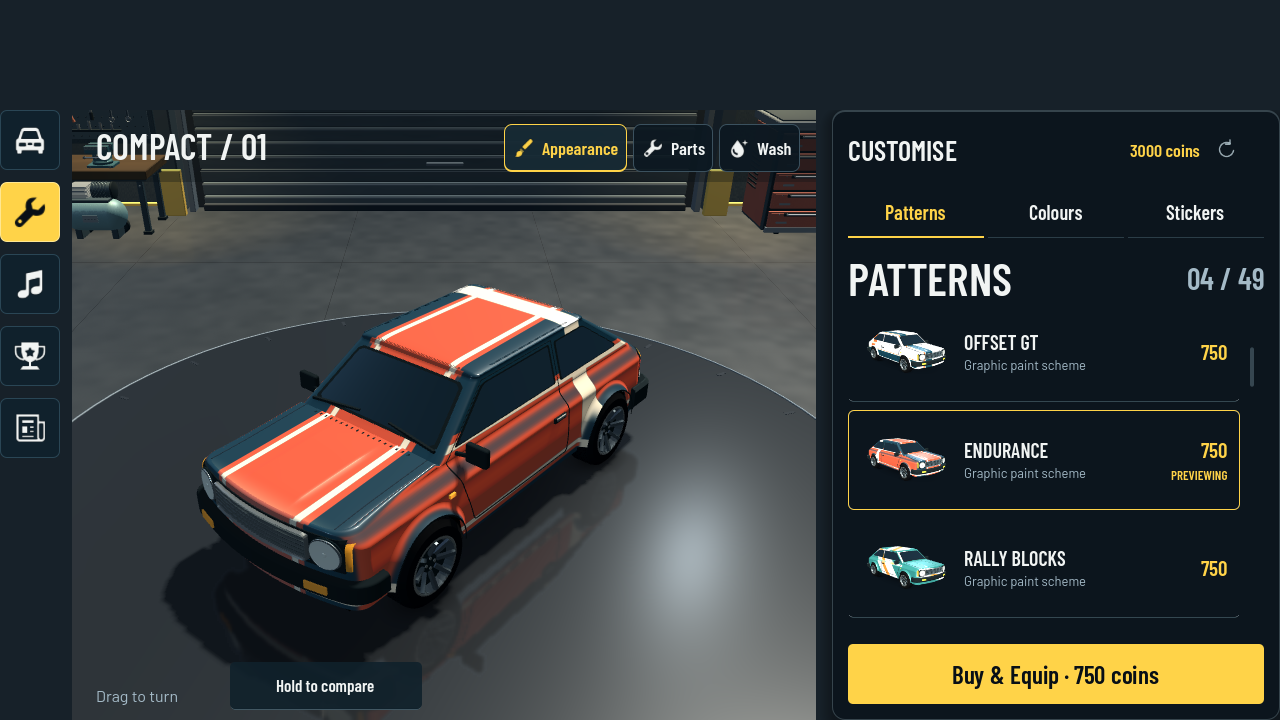 COMPACT / 01
Appearance
Parts
Wash
CUSTOMISE
3000 coins
Patterns
Colours
Stickers
PATTERNS
04 / 49
OFFSET GT
Graphic paint scheme
750
ENDURANCE
Graphic paint scheme
750
PREVIEWING
RALLY BLOCKS
Graphic paint scheme
750
Drag to turn
Hold to compare
Buy & Equip · 750 coins